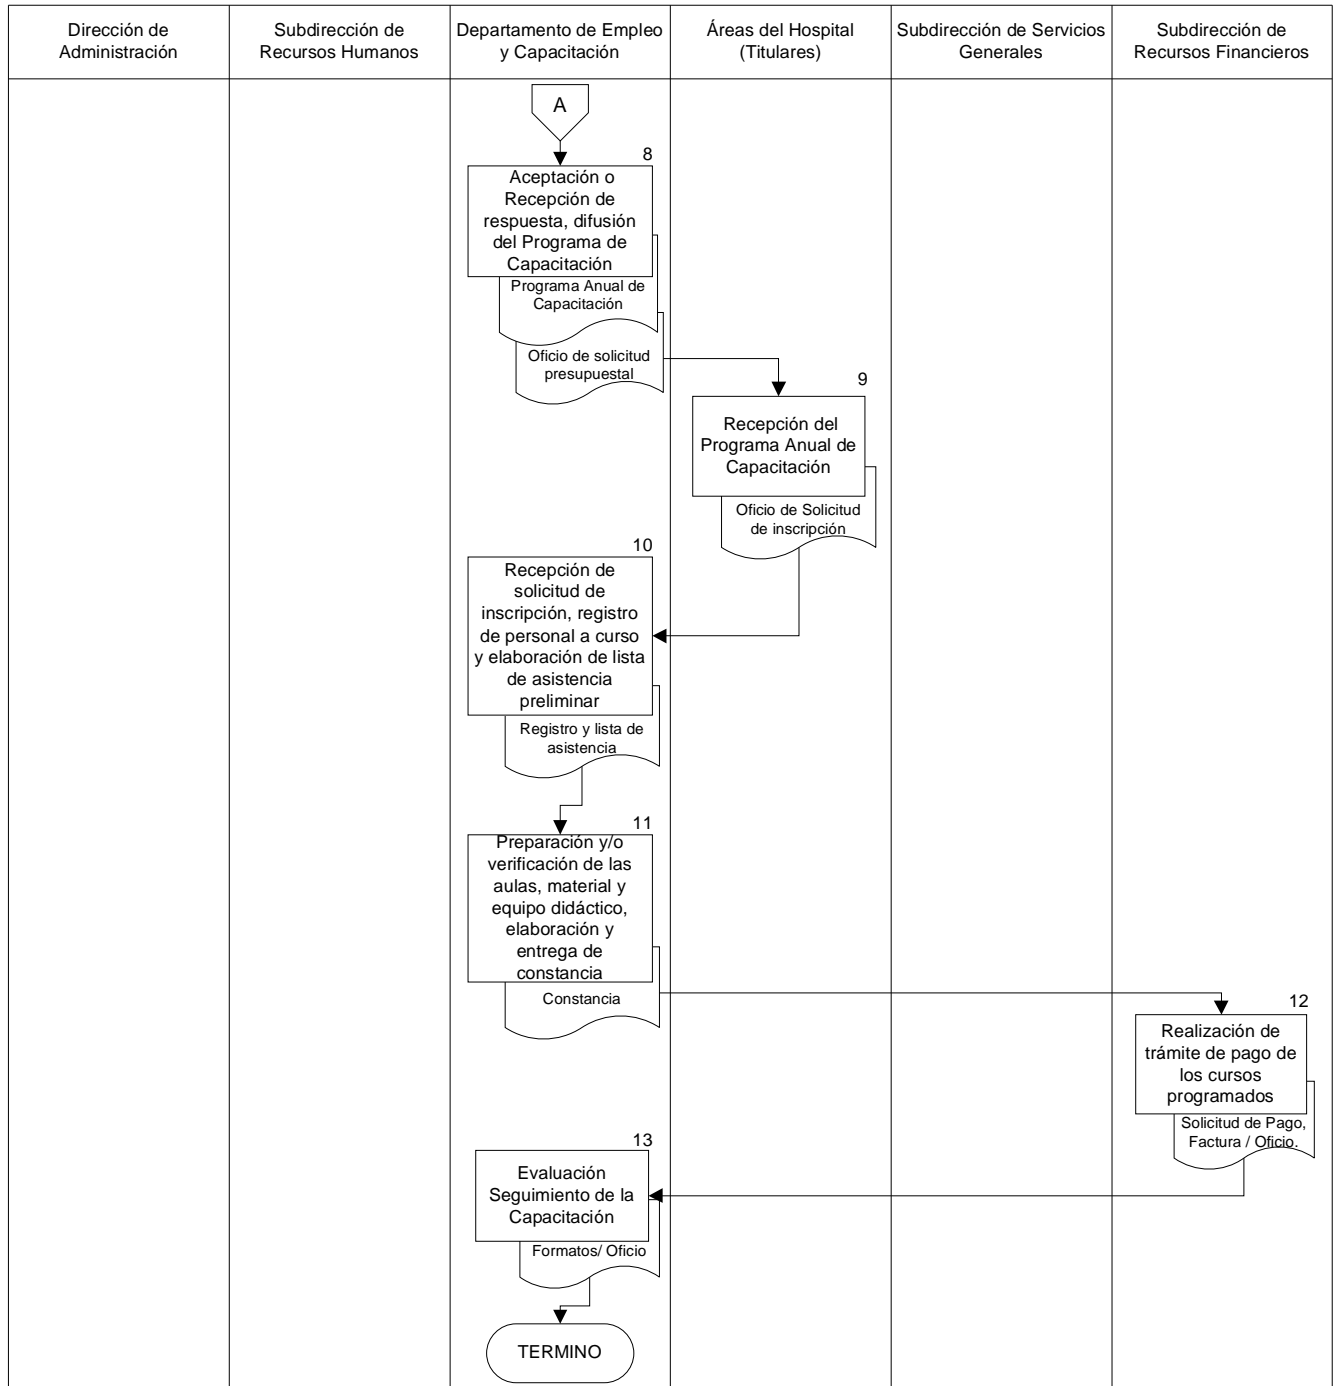 Dirección de
Administración
Subdirección de
Recursos Humanos
Departamento de Empleo
y Capacitación
Áreas del Hospital
(Titulares)
Subdirección de Servicios
Generales
Subdirección de
Recursos Financieros
A
8
Aceptación o
Recepción de
respuesta, difusión
del Programa de
Capacitación
Programa Anual de
Capacitación
Oficio de solicitud
presupuestal
9
Recepción del
Programa Anual de
Capacitación
Oficio de Solicitud
de inscripción
10
Recepción de
solicitud de
inscripción, registro
de personal a curso
y elaboración de lista
de asistencia
preliminar
Registro y lista de
asistencia
11
Preparación y/o
verificación de las
aulas, material y
equipo didáctico,
elaboración y
entrega de
constancia
Constancia
12
Realización de
trámite de pago de
los cursos
programados
Solicitud de Pago,
Factura / Oficio.
13
Evaluación
Seguimiento de la
Capacitación
Formatos/ Oficio
TERMINO